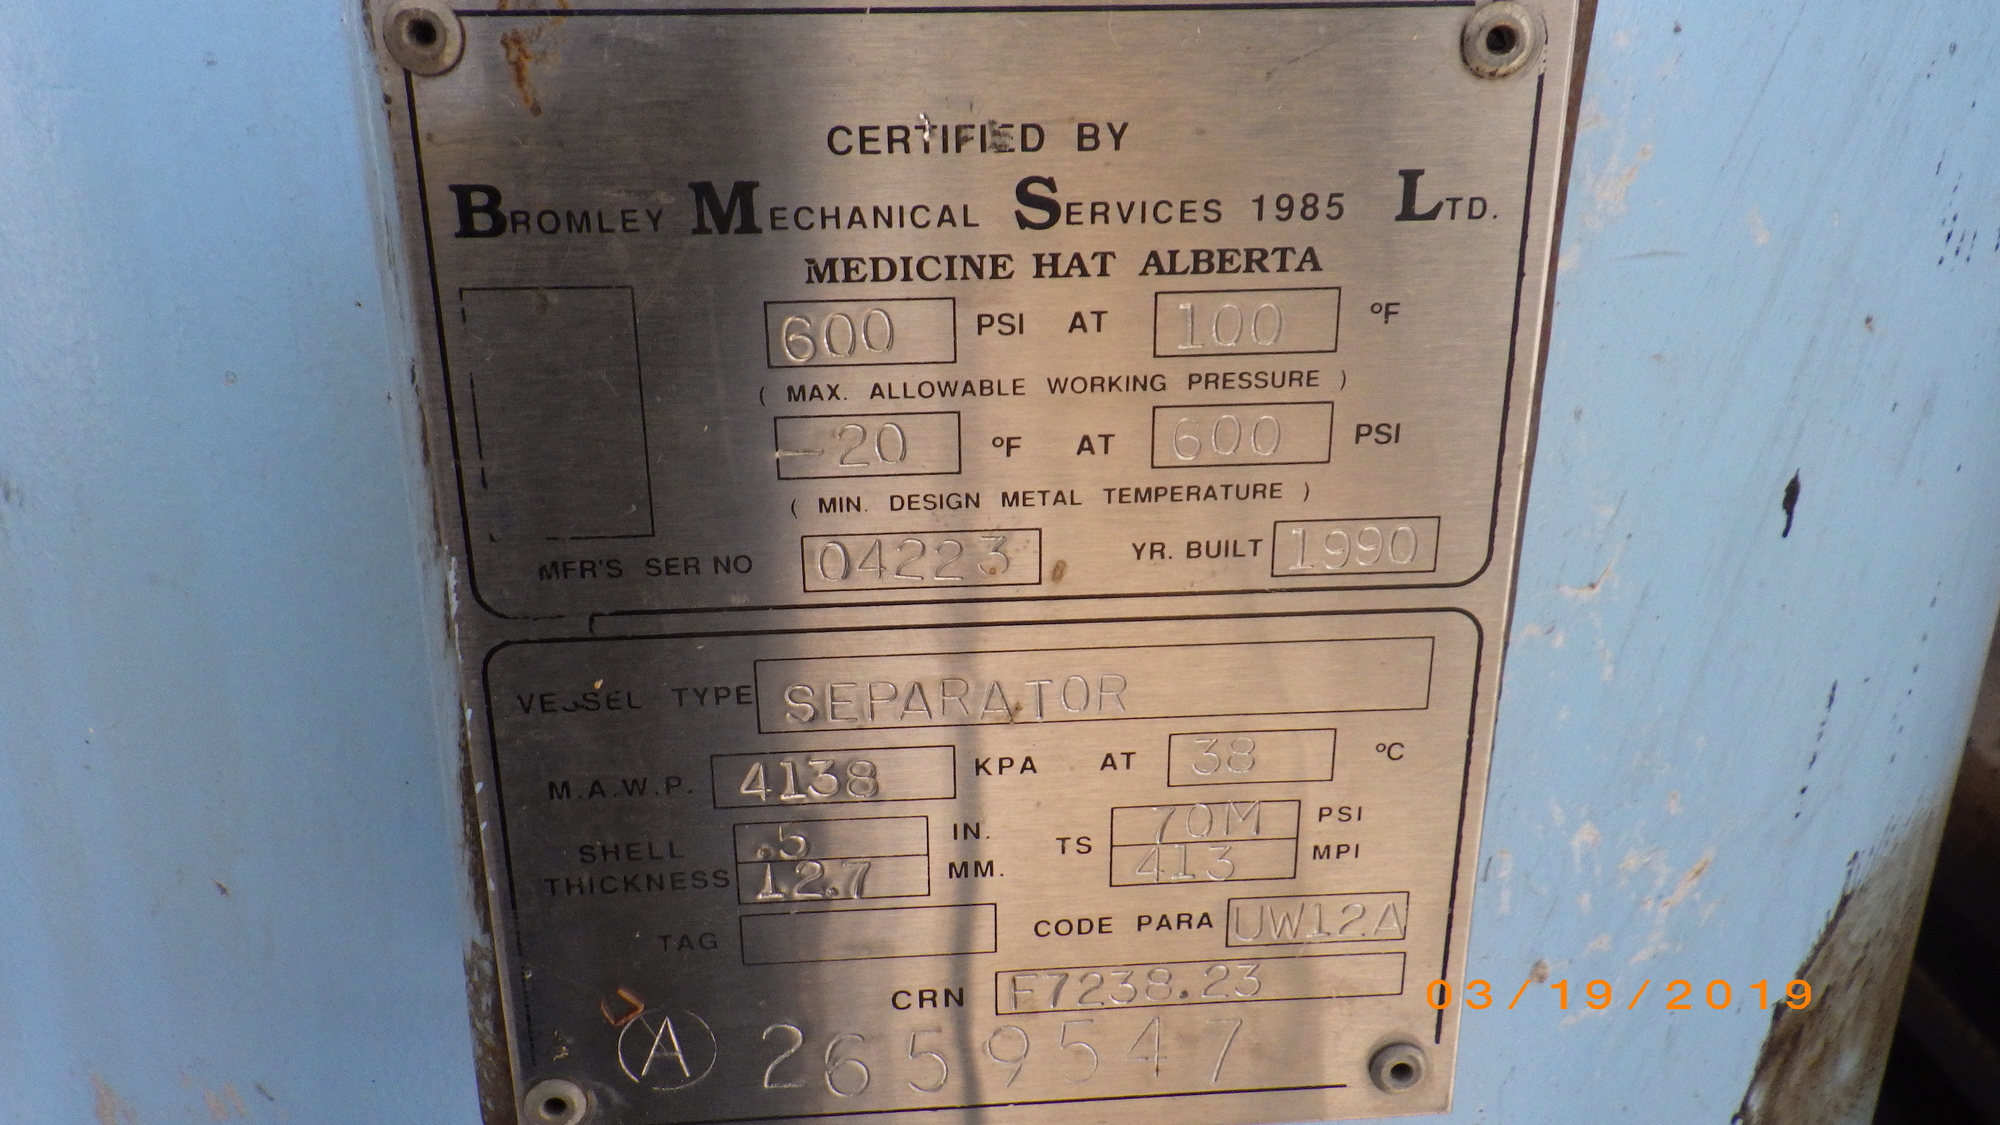 CERTIFIED BY
BROMLEY MECHANICAL SERVICES 1985 LTD.
MEDICINE HAT ALBERTA
600 PSI AT 100 °F
( MAX. ALLOWABLE WORKING PRESSURE )
-20 °F AT 600 PSI
( MIN. DESIGN METAL TEMPERATURE )
MFR'S SER NO 04223 YR. BUILT 1990
VESSEL TYPE SEPARATOR
M.A.W.P. 4138 KPA AT 38 °C
SHELL THICKNESS .5 IN. TS 70M PSI
12.7 MM. 413 MPI
TAG CODE PARA UW12A
CRN F7238.23
A 2659547
03/19/2019